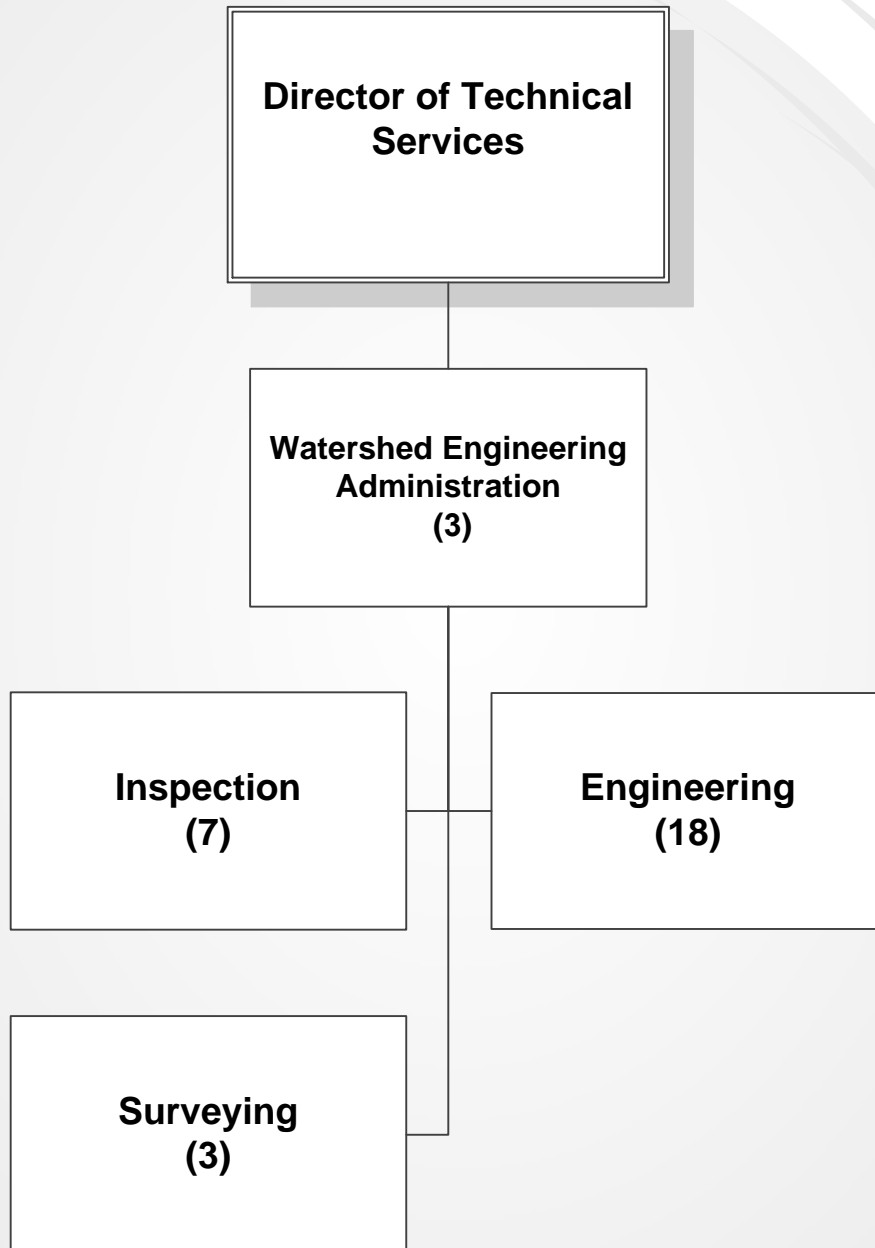 Director of Technical
Services
Watershed Engineering
Administration
(3)
Inspection
(7)
Engineering
(18)
Surveying
(3)